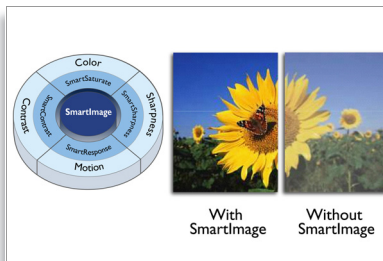 Color
SmartSaturate
Contrast
SmartContrast
SmartImage
SmartSharpness
Sharpness
SmartResponse
Motion
With
SmartImage
Without
SmartImage